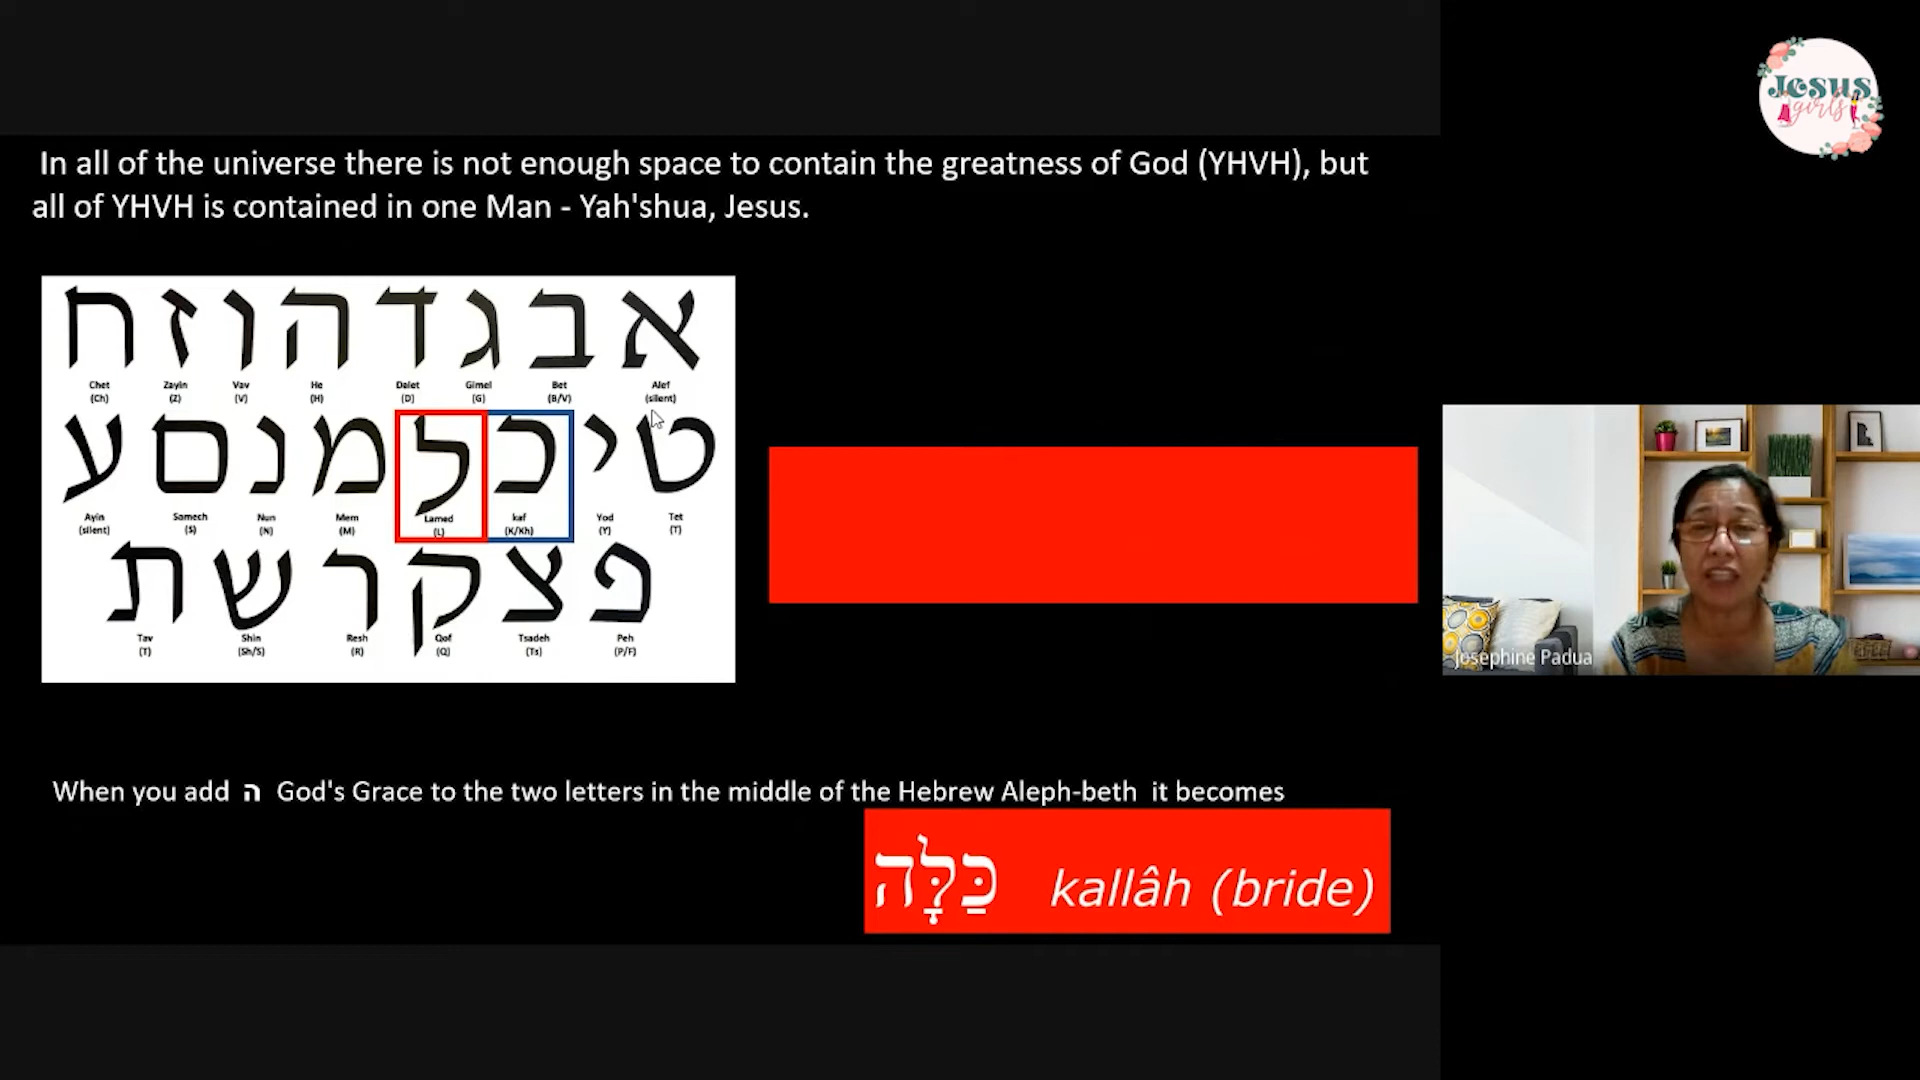 Jesus
girls
In all of the universe there is not enough space to contain the greatness of God (YHVH), but
all of YHVH is contained in one Man - Yah'shua, Jesus.
א ב ג ד ה ו ז ח
Chet Zayin Vav He Dalet Gimel Bet Alef
(Ch) (Z) (V) (H) (D) (G) (B/V) (silent)
ט י כ ל מ נ ס ע
Ayin Samech Nun Mem Lamed kaf Yod Tet
(silent) (S) (N) (M) (L) (K/Kh) (Y) (T)
פ צ ק ר ש ת
Tav Shin Resh Qof Tsadeh Peh
(T) (Sh/S) (R) (Q) (Ts) (P/F)
Josephine Padua
When you add ה God's Grace to the two letters in the middle of the Hebrew Aleph-beth it becomes
כַּלָּה kallâh (bride)